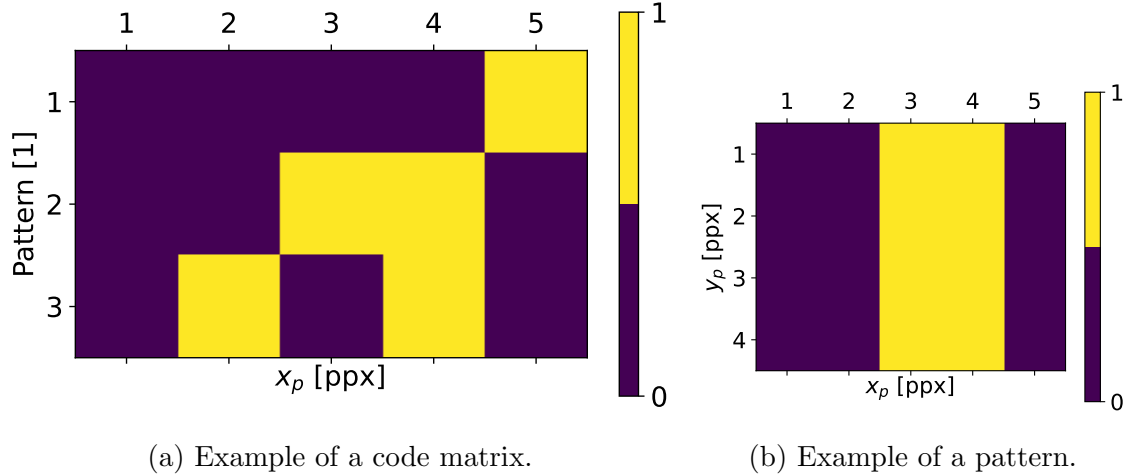 1 2 3 4 5
1
1
2
3
Pattern [1]
0
x_p [ppx]
(a) Example of a code matrix.
1 2 3 4 5
1
1
2
3
4
y_p [ppx]
0
x_p [ppx]
(b) Example of a pattern.